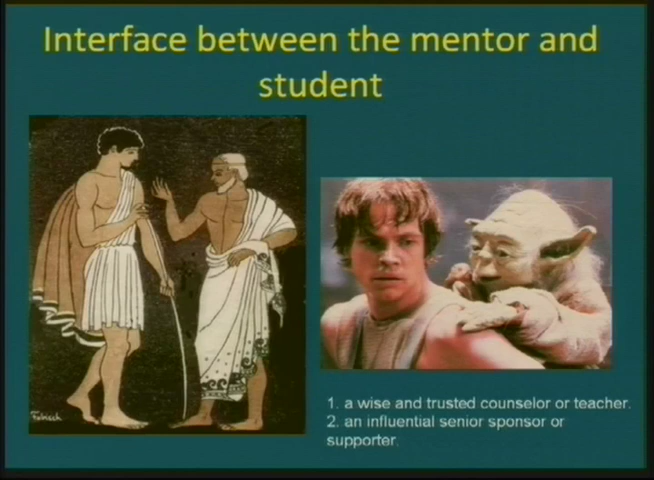 Interface between the mentor and
student
Fabisch
1. a wise and trusted counselor or teacher.
2. an influential senior sponsor or
supporter.